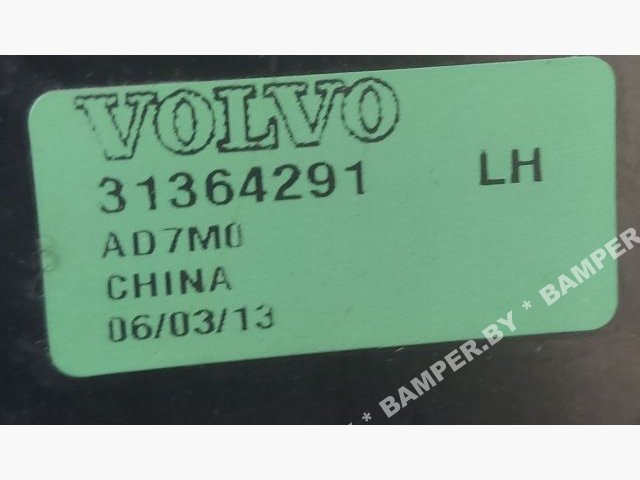 VOLVO
31364291 LH
AD7M0
CHINA
06/03/13
* BAMPER.BY * BAMPER.